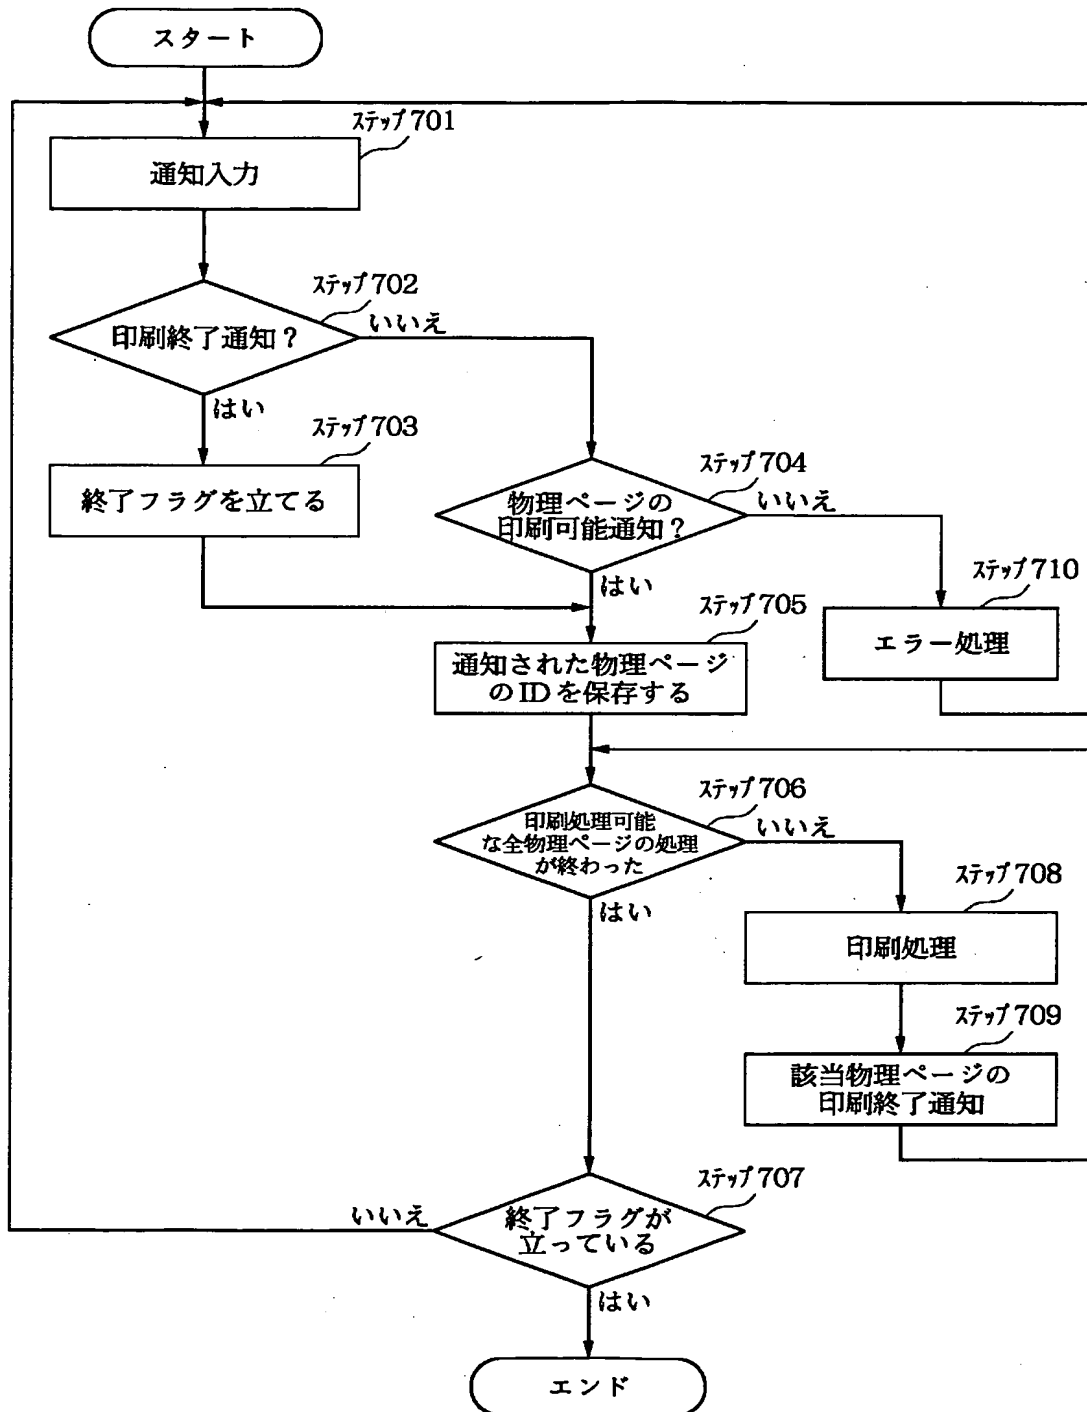 スタート
ステップ701
通知入力
ステップ702
印刷終了通知?
いいえ
はい
ステップ703
終了フラグを立てる
ステップ704
物理ページの
印刷可能通知?
いいえ
はい
ステップ710
エラー処理
ステップ705
通知された物理ページ
のIDを保存する
ステップ706
印刷処理可能
な全物理ページの処理
が終わった
いいえ
はい
ステップ708
印刷処理
ステップ709
該当物理ページの
印刷終了通知
ステップ707
終了フラグが
立っている
いいえ
はい
エンド